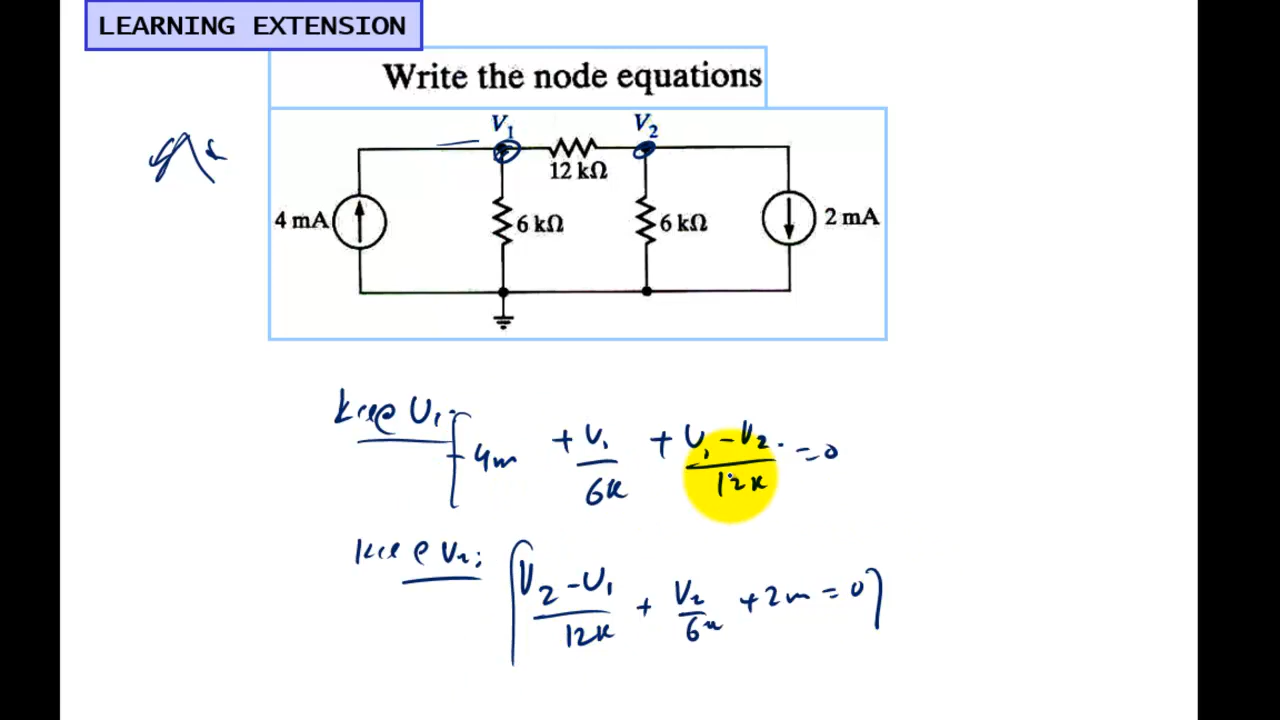 LEARNING EXTENSION
Write the node equations
V₁ V₂
12 kΩ
4 mA 6 kΩ 6 kΩ 2 mA
kcl @ V₁:
-4m + V₁/6k + V₁-V₂/12k = 0
kcl @ V₂:
V₂-V₁/12k + V₂/6k + 2m = 0